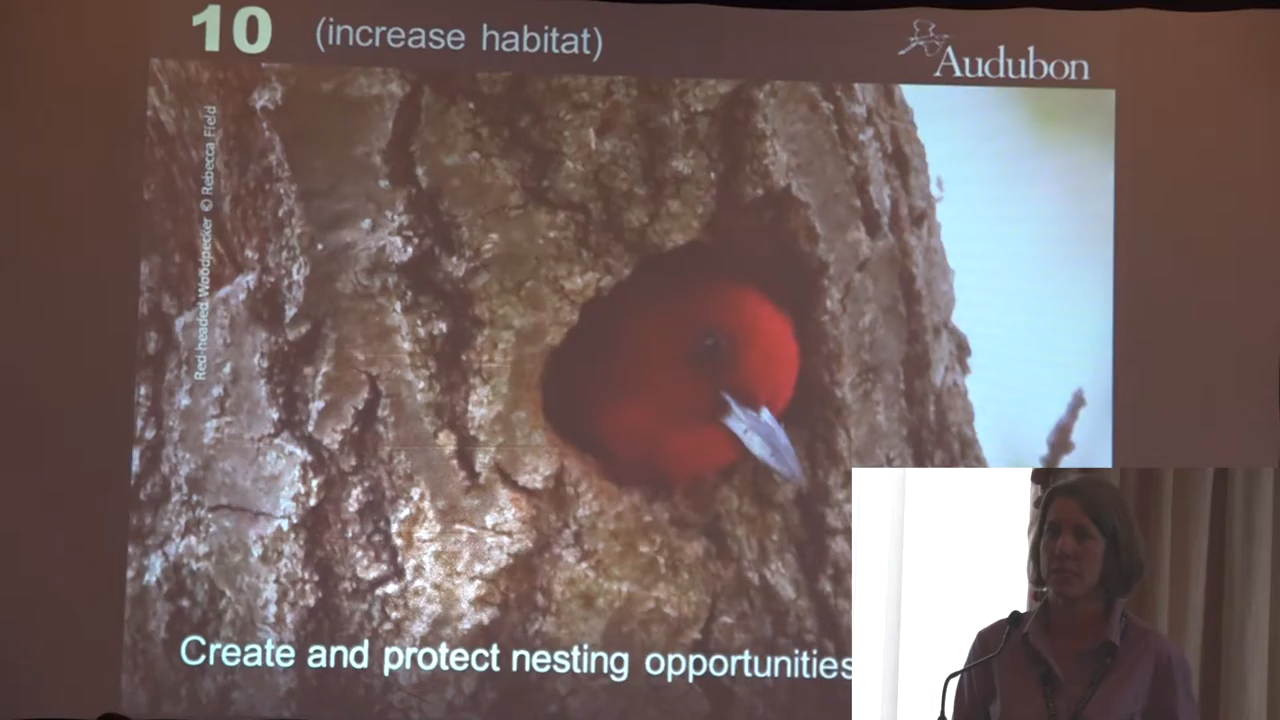 10 (increase habitat)
Audubon
Red-headed Woodpecker © Rebecca Field
Create and protect nesting opportunities